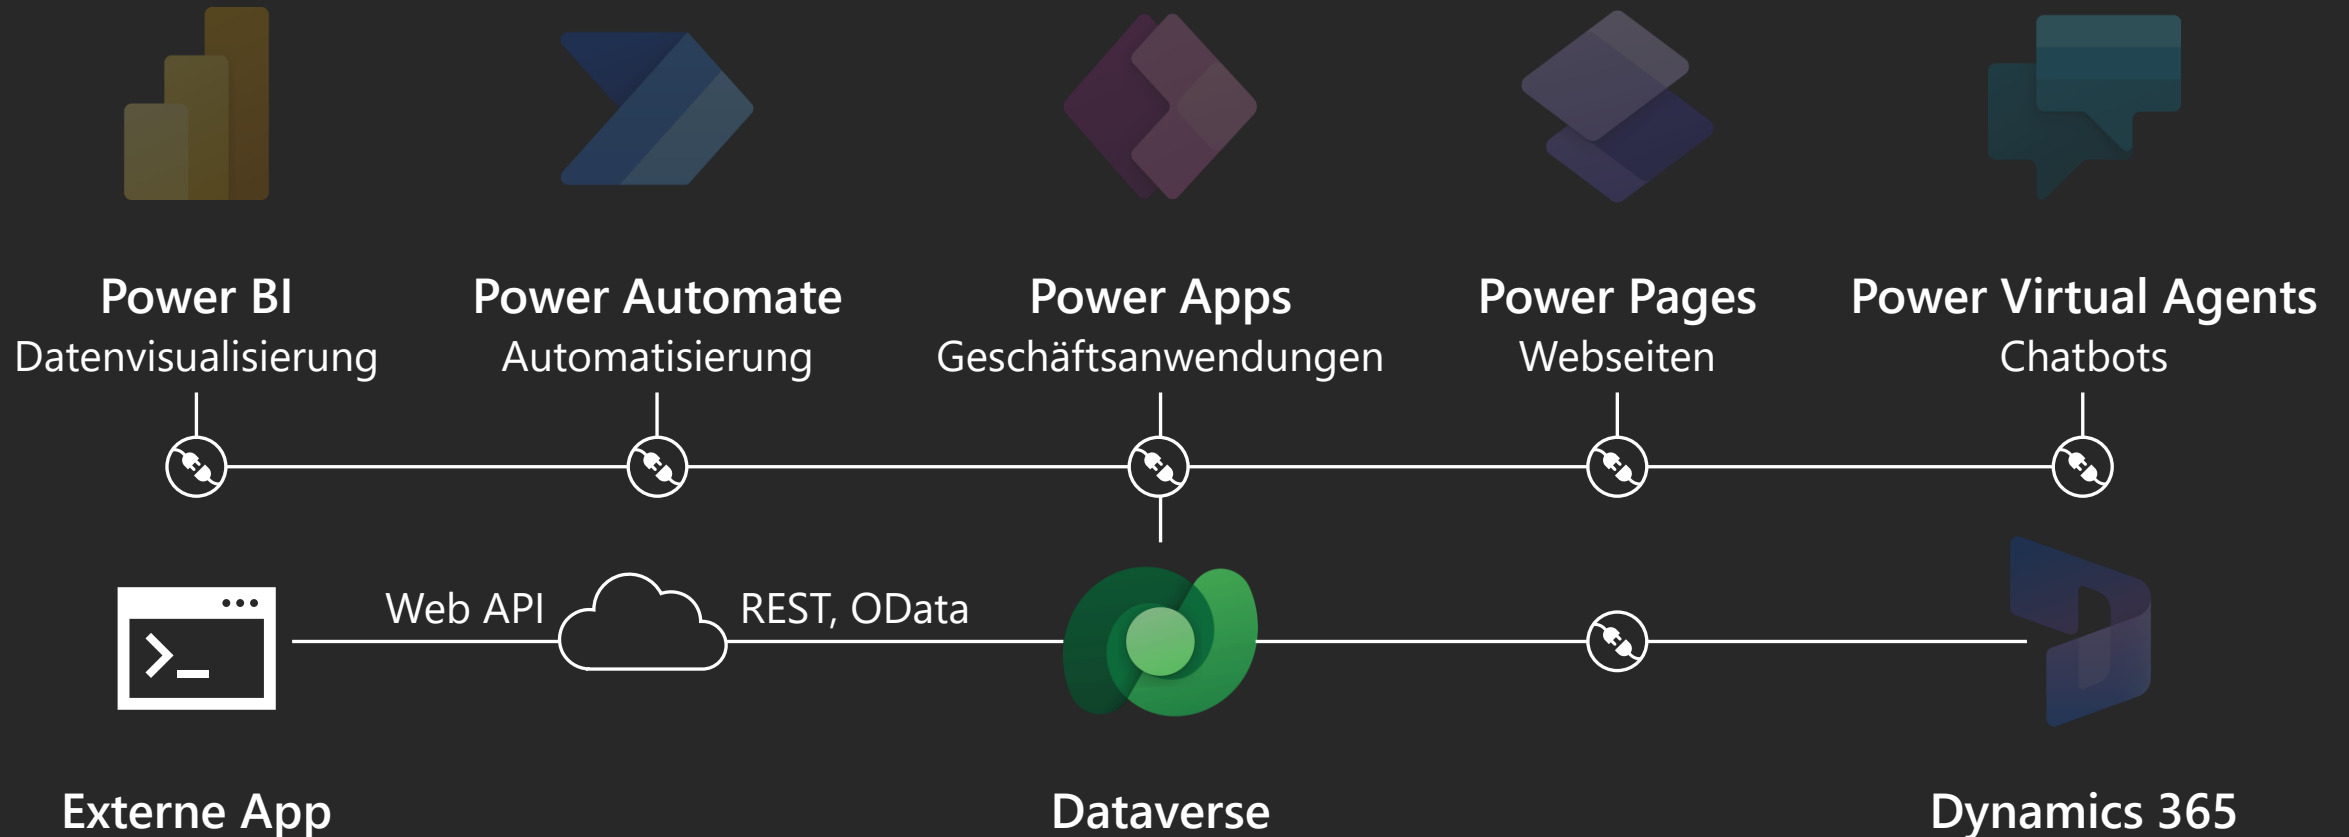 Power BI
Datenvisualisierung
Power Automate
Automatisierung
Power Apps
Geschäftsanwendungen
Power Pages
Webseiten
Power Virtual Agents
Chatbots
Web API
REST, OData
Externe App
Dataverse
Dynamics 365